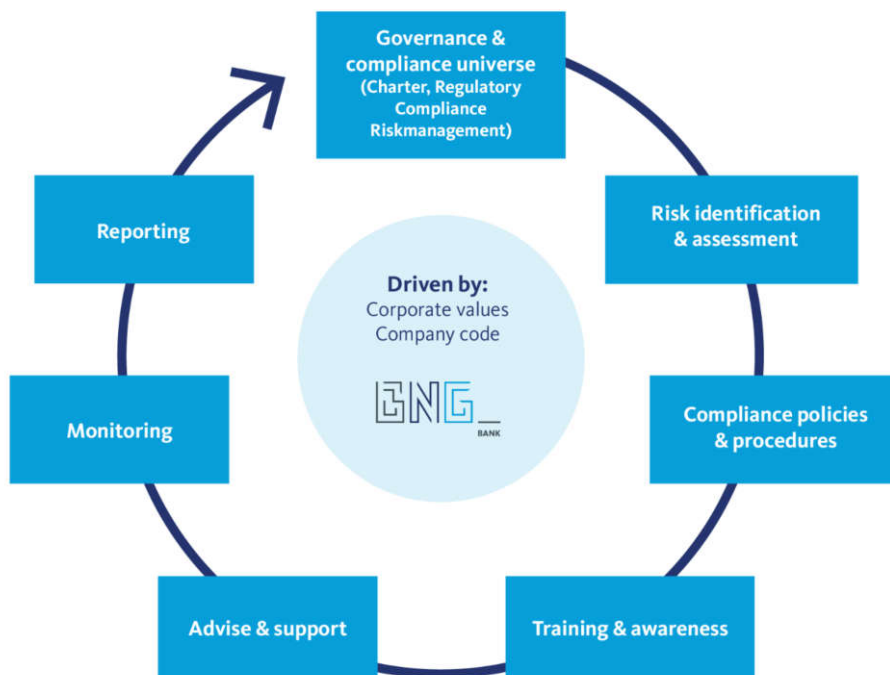 Governance &
compliance universe
(Charter, Regulatory
Compliance
Riskmanagement)
Risk identification
& assessment
Compliance policies
& procedures
Training & awareness
Advise & support
Monitoring
Reporting
Driven by:
Corporate values
Company code
BNG_
BANK